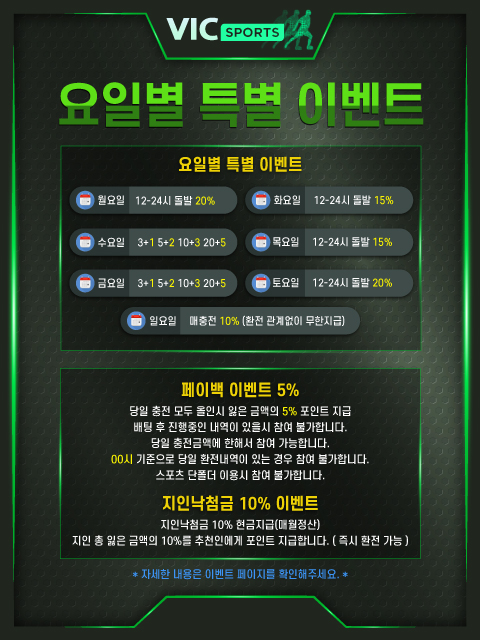 VIC SPORTS
요일별 특별 이벤트
요일별 특별 이벤트
월요일 12-24시 돌발 20%
화요일 12-24시 돌발 15%
수요일 3+1 5+2 10+3 20+5
목요일 12-24시 돌발 15%
금요일 3+1 5+2 10+3 20+5
토요일 12-24시 돌발 20%
일요일 매충전 10% (환전 관계없이 무한지급)
페이백 이벤트 5%
당일 충전 모두 올인시 잃은 금액의 5% 포인트 지급
배팅 후 진행중인 내역이 있을시 참여 불가합니다.
당일 충전금액에 한해서 참여 가능합니다.
00시 기준으로 당일 환전내역이 있는 경우 참여 불가합니다.
스포츠 단폴더 이용시 참여 불가합니다.
지인낙첨금 10% 이벤트
지인낙첨금 10% 현금지급(매월정산)
지인 총 잃은 금액의 10%를 추천인에게 포인트 지급합니다. ( 즉시 환전 가능 )
* 자세한 내용은 이벤트 페이지를 확인해주세요. *